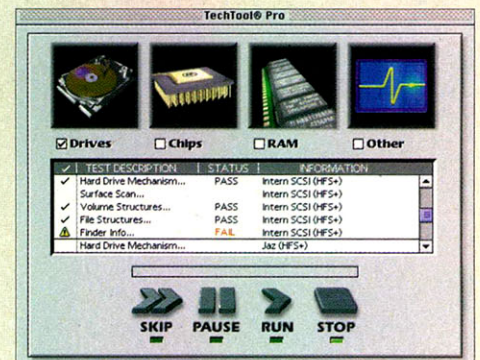 TechTool® Pro
Drives
Chips
RAM
Other
TEST DESCRIPTION STATUS INFORMATION
Hard Drive Mechanism... PASS Intern SCSI (HFS+)
Surface Scan... Intern SCSI (HFS+)
Volume Structures... PASS Intern SCSI (HFS+)
File Structures... PASS Intern SCSI (HFS+)
Finder Info... FAIL Intern SCSI (HFS+)
Hard Drive Mechanism... Jaz (HFS+)
SKIP PAUSE RUN STOP